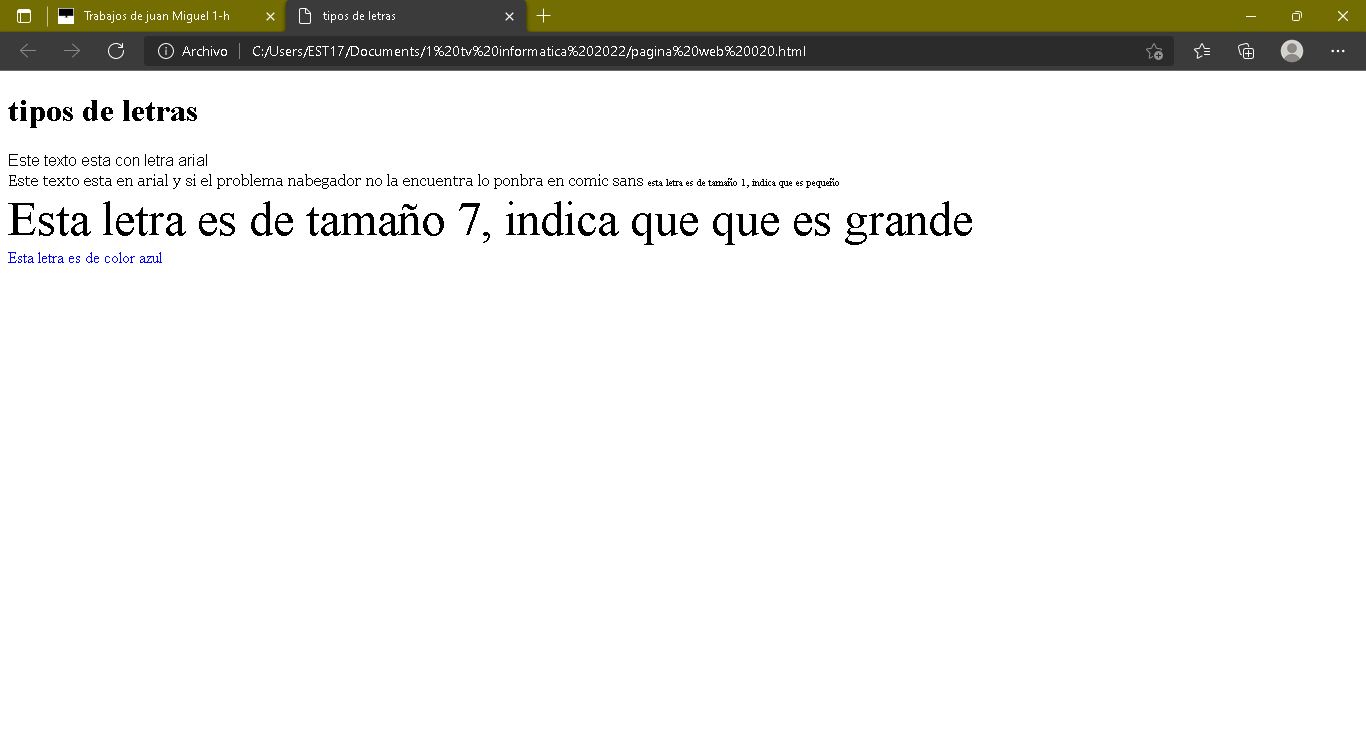 Trabajos de juan Miguel 1-h
tipos de letras
Archivo
C:/Users/EST17/Documents/1%20tv%20informatica%202022/pagina%20web%20020.html
tipos de letras
Este texto esta con letra arial
Este texto esta en arial y si el problema nabegador no la encuentra lo ponbra en comic sans esta letra es de tamaño 1, indica que es pequeño
Esta letra es de tamaño 7, indica que que es grande
Esta letra es de color azul